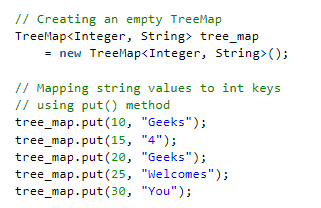 // Creating an empty TreeMap
TreeMap<Integer, String> tree_map
    = new TreeMap<Integer, String>();

// Mapping string values to int keys
// using put() method
tree_map.put(10, "Geeks");
tree_map.put(15, "4");
tree_map.put(20, "Geeks");
tree_map.put(25, "Welcomes");
tree_map.put(30, "You");